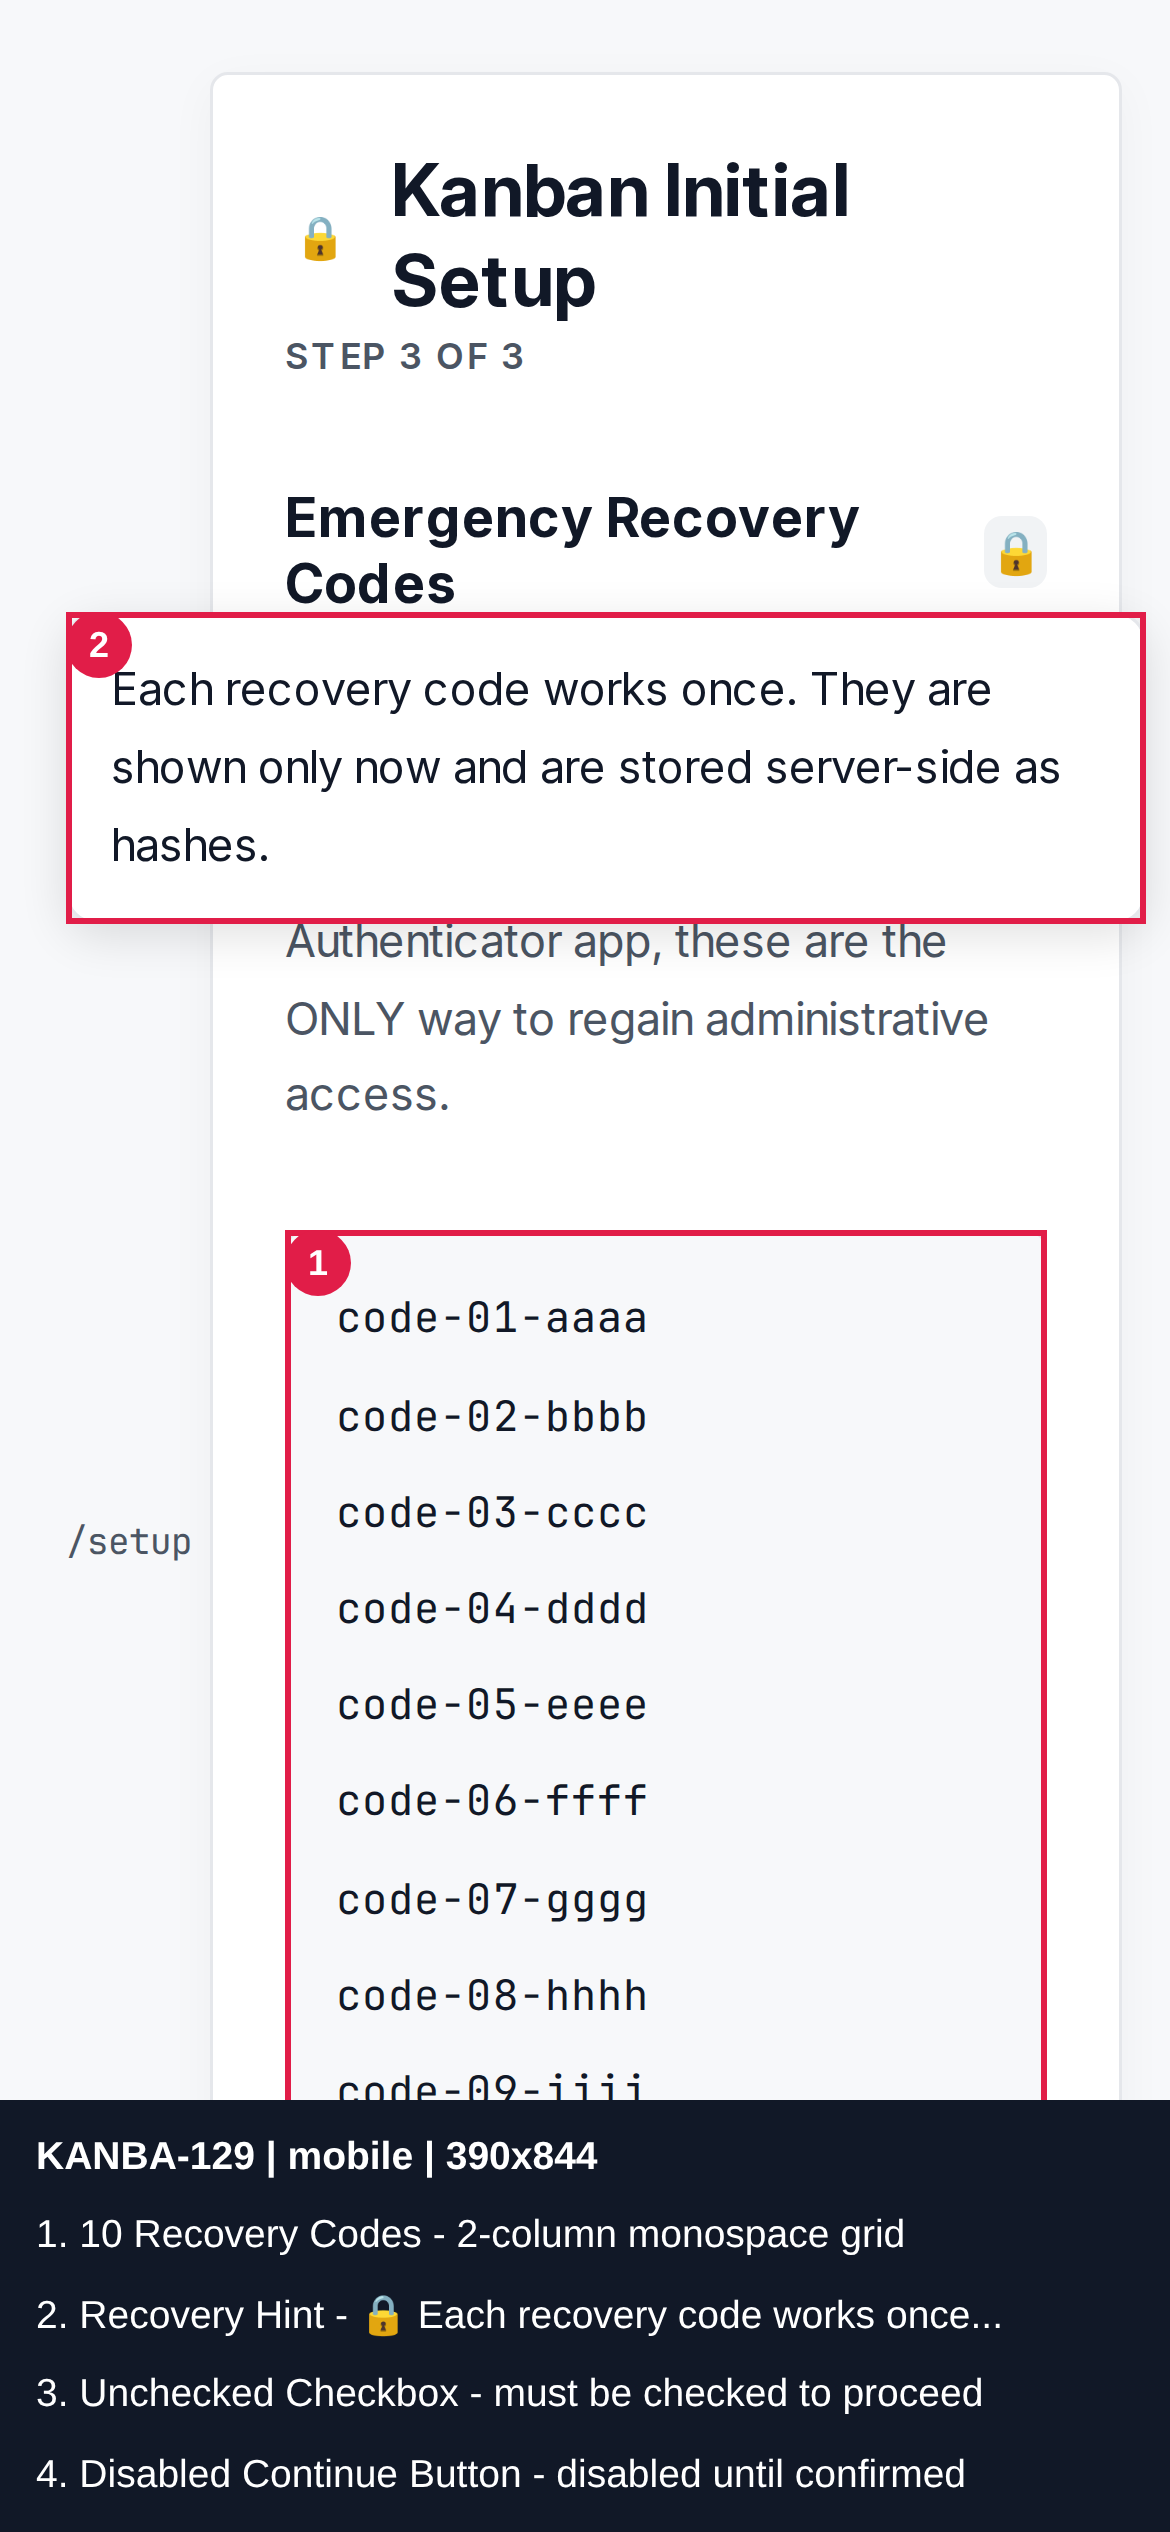 Kanban Initial
Setup
STEP 3 OF 3
Emergency Recovery
Codes
2
Each recovery code works once. They are
shown only now and are stored server-side as
hashes.
Authenticator app, these are the
ONLY way to regain administrative
access.
1
code-01-aaaa
code-02-bbbb
code-03-cccc
/setup
code-04-dddd
code-05-eeee
code-06-ffff
code-07-gggg
code-08-hhhh
code-09-iiii
KANBA-129 | mobile | 390x844
1. 10 Recovery Codes - 2-column monospace grid
2. Recovery Hint - 🔒 Each recovery code works once...
3. Unchecked Checkbox - must be checked to proceed
4. Disabled Continue Button - disabled until confirmed